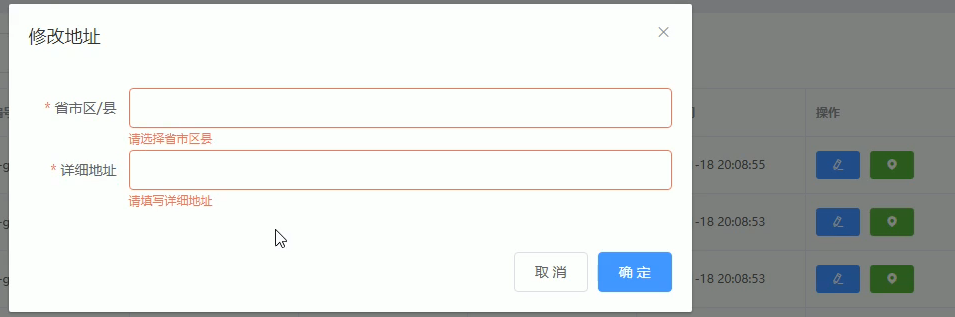 修改地址
* 省市区/县
请选择省市区县
* 详细地址
请填写详细地址
取 消
确 定
操作
-18 20:08:55
-18 20:08:53
-18 20:08:53